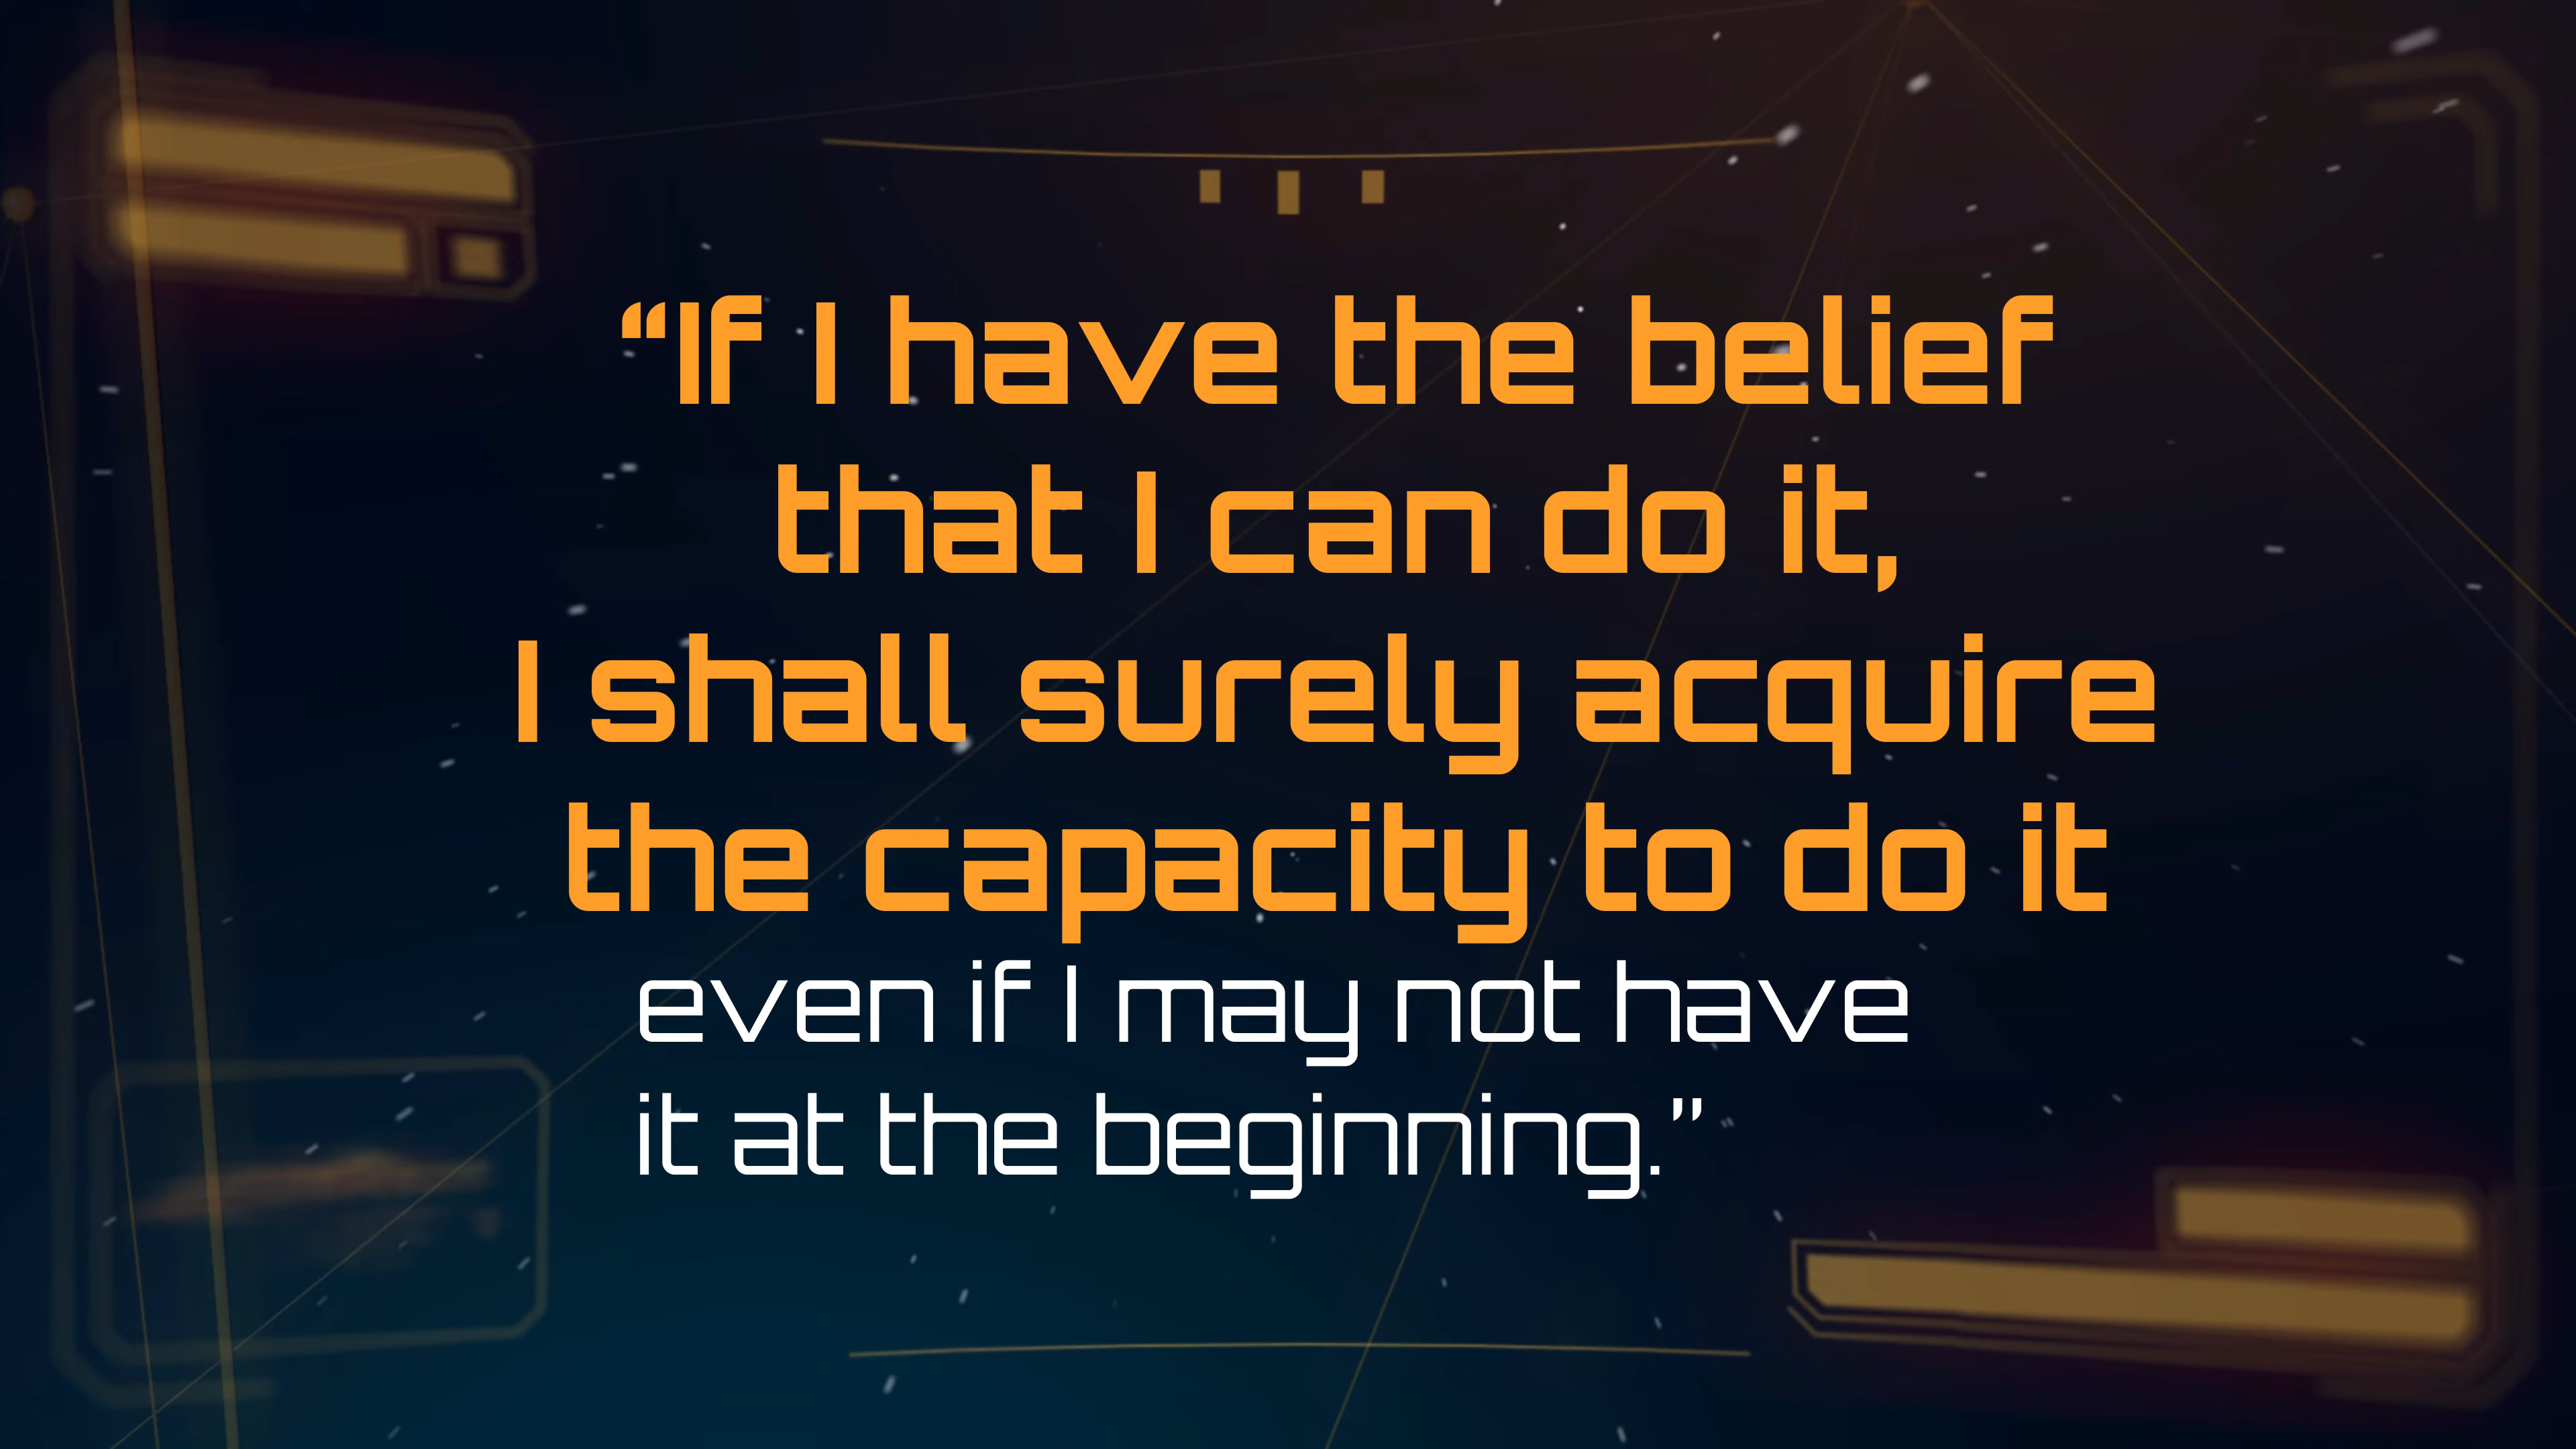 “If I have the belief
that I can do it,
I shall surely acquire
the capacity to do it
even if I may not have
it at the beginning.”